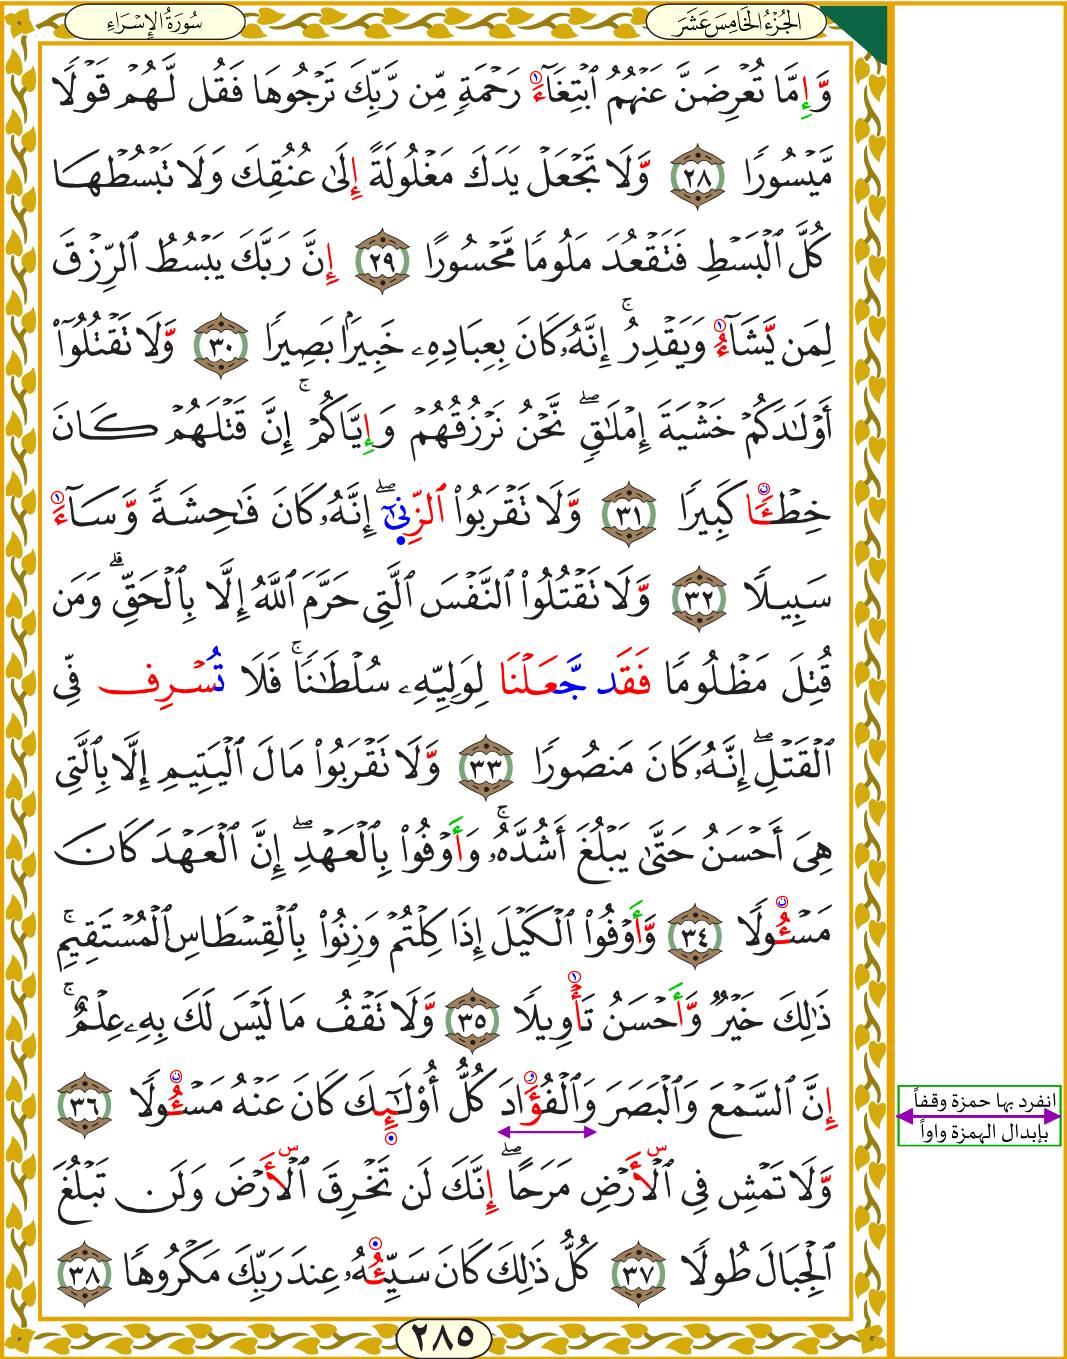 سُورَةُ الإِسْرَاءِ
الجُزْءُ الخَامِسَ عَشَرَ
وَّإِمَّا تُعْرِضَنَّ عَنْهُمُ ٱبْتِغَآءَ رَحْمَةٖ مِّن رَّبِّكَ تَرْجُوهَا فَقُل لَّهُمْ قَوْلٗا
مَّيْسُورٗا ٢٨ وَّلَا تَجْعَلْ يَدَكَ مَغْلُولَةً إِلَىٰ عُنُقِكَ وَلَا تَبْسُطْهَا
كُلَّ ٱلْبَسْطِ فَتَقْعُدَ مَلُومٗا مَّحْسُورًا ٢٩ إِنَّ رَبَّكَ يَبْسُطُ ٱلرِّزْقَ
لِمَن يَّشَآءُ وَيَقْدِرُۚ إِنَّهُۥ كَانَ بِعِبَادِهِۦ خَبِيرَۢا بَصِيرٗا ٣٠ وَّلَا تَقْتُلُوٓاْ
أَوْلَٰدَكُمْ خَشْيَةَ إِمْلَٰقٖۖ نَّحْنُ نَرْزُقُهُمْ وَإِيَّاكُمْۚ إِنَّ قَتْلَهُمْ كَانَ
خِطْـٔٗا كَبِيرٗا ٣١ وَّلَا تَقْرَبُواْ ٱلزِّنَىٰٓۖ إِنَّهُۥ كَانَ فَٰحِشَةٗ وَّسَآءَ
سَبِيلٗا ٣٢ وَّلَا تَقْتُلُواْ ٱلنَّفْسَ ٱلَّتِي حَرَّمَ ٱللَّهُ إِلَّا بِٱلْحَقِّۗ وَمَن
قُتِلَ مَظْلُومٗا فَقَد جَّعَلْنَا لِوَلِيِّهِۦ سُلْطَٰنٗاۚ فَلَا تُسْرِف فِّي
ٱلْقَتْلِۖ إِنَّهُۥ كَانَ مَنصُورٗا ٣٣ وَّلَا تَقْرَبُواْ مَالَ ٱلْيَتِيمِ إِلَّا بِٱلَّتِي
هِيَ أَحْسَنُ حَتَّىٰ يَبْلُغَ أَشُدَّهُۥۚ وَأَوْفُواْ بِٱلْعَهْدِۖ إِنَّ ٱلْعَهْدَ كَانَ
مَسْـُٔولٗا ٣٤ وَّأَوْفُواْ ٱلْكَيْلَ إِذَا كِلْتُمْ وَزِنُواْ بِٱلْقِسْطَاسِ ٱلْمُسْتَقِيمِۚ
ذَٰلِكَ خَيْرٞ وَّأَحْسَنُ تَأْوِيلٗا ٣٥ وَّلَا تَقْفُ مَا لَيْسَ لَكَ بِهِۦ عِلْمٌۚ
إِنَّ ٱلسَّمْعَ وَٱلْبَصَرَ وَٱلْفُؤَادَ كُلُّ أُوْلَٰٓئِكَ كَانَ عَنْهُ مَسْـُٔولٗا ٣٦
وَّلَا تَمْشِ فِي ٱلْأَرْضِ مَرَحًاۖ إِنَّكَ لَن تَخْرِقَ ٱلْأَرْضَ وَلَن تَبْلُغَ
ٱلْجِبَالَ طُولٗا ٣٧ كُلُّ ذَٰلِكَ كَانَ سَيِّئُهُۥ عِندَ رَبِّكَ مَكْرُوهٗا ٣٨
انفرد بها حمزة وقفاً
بإبدال الهمزة واواً
٢٨٥